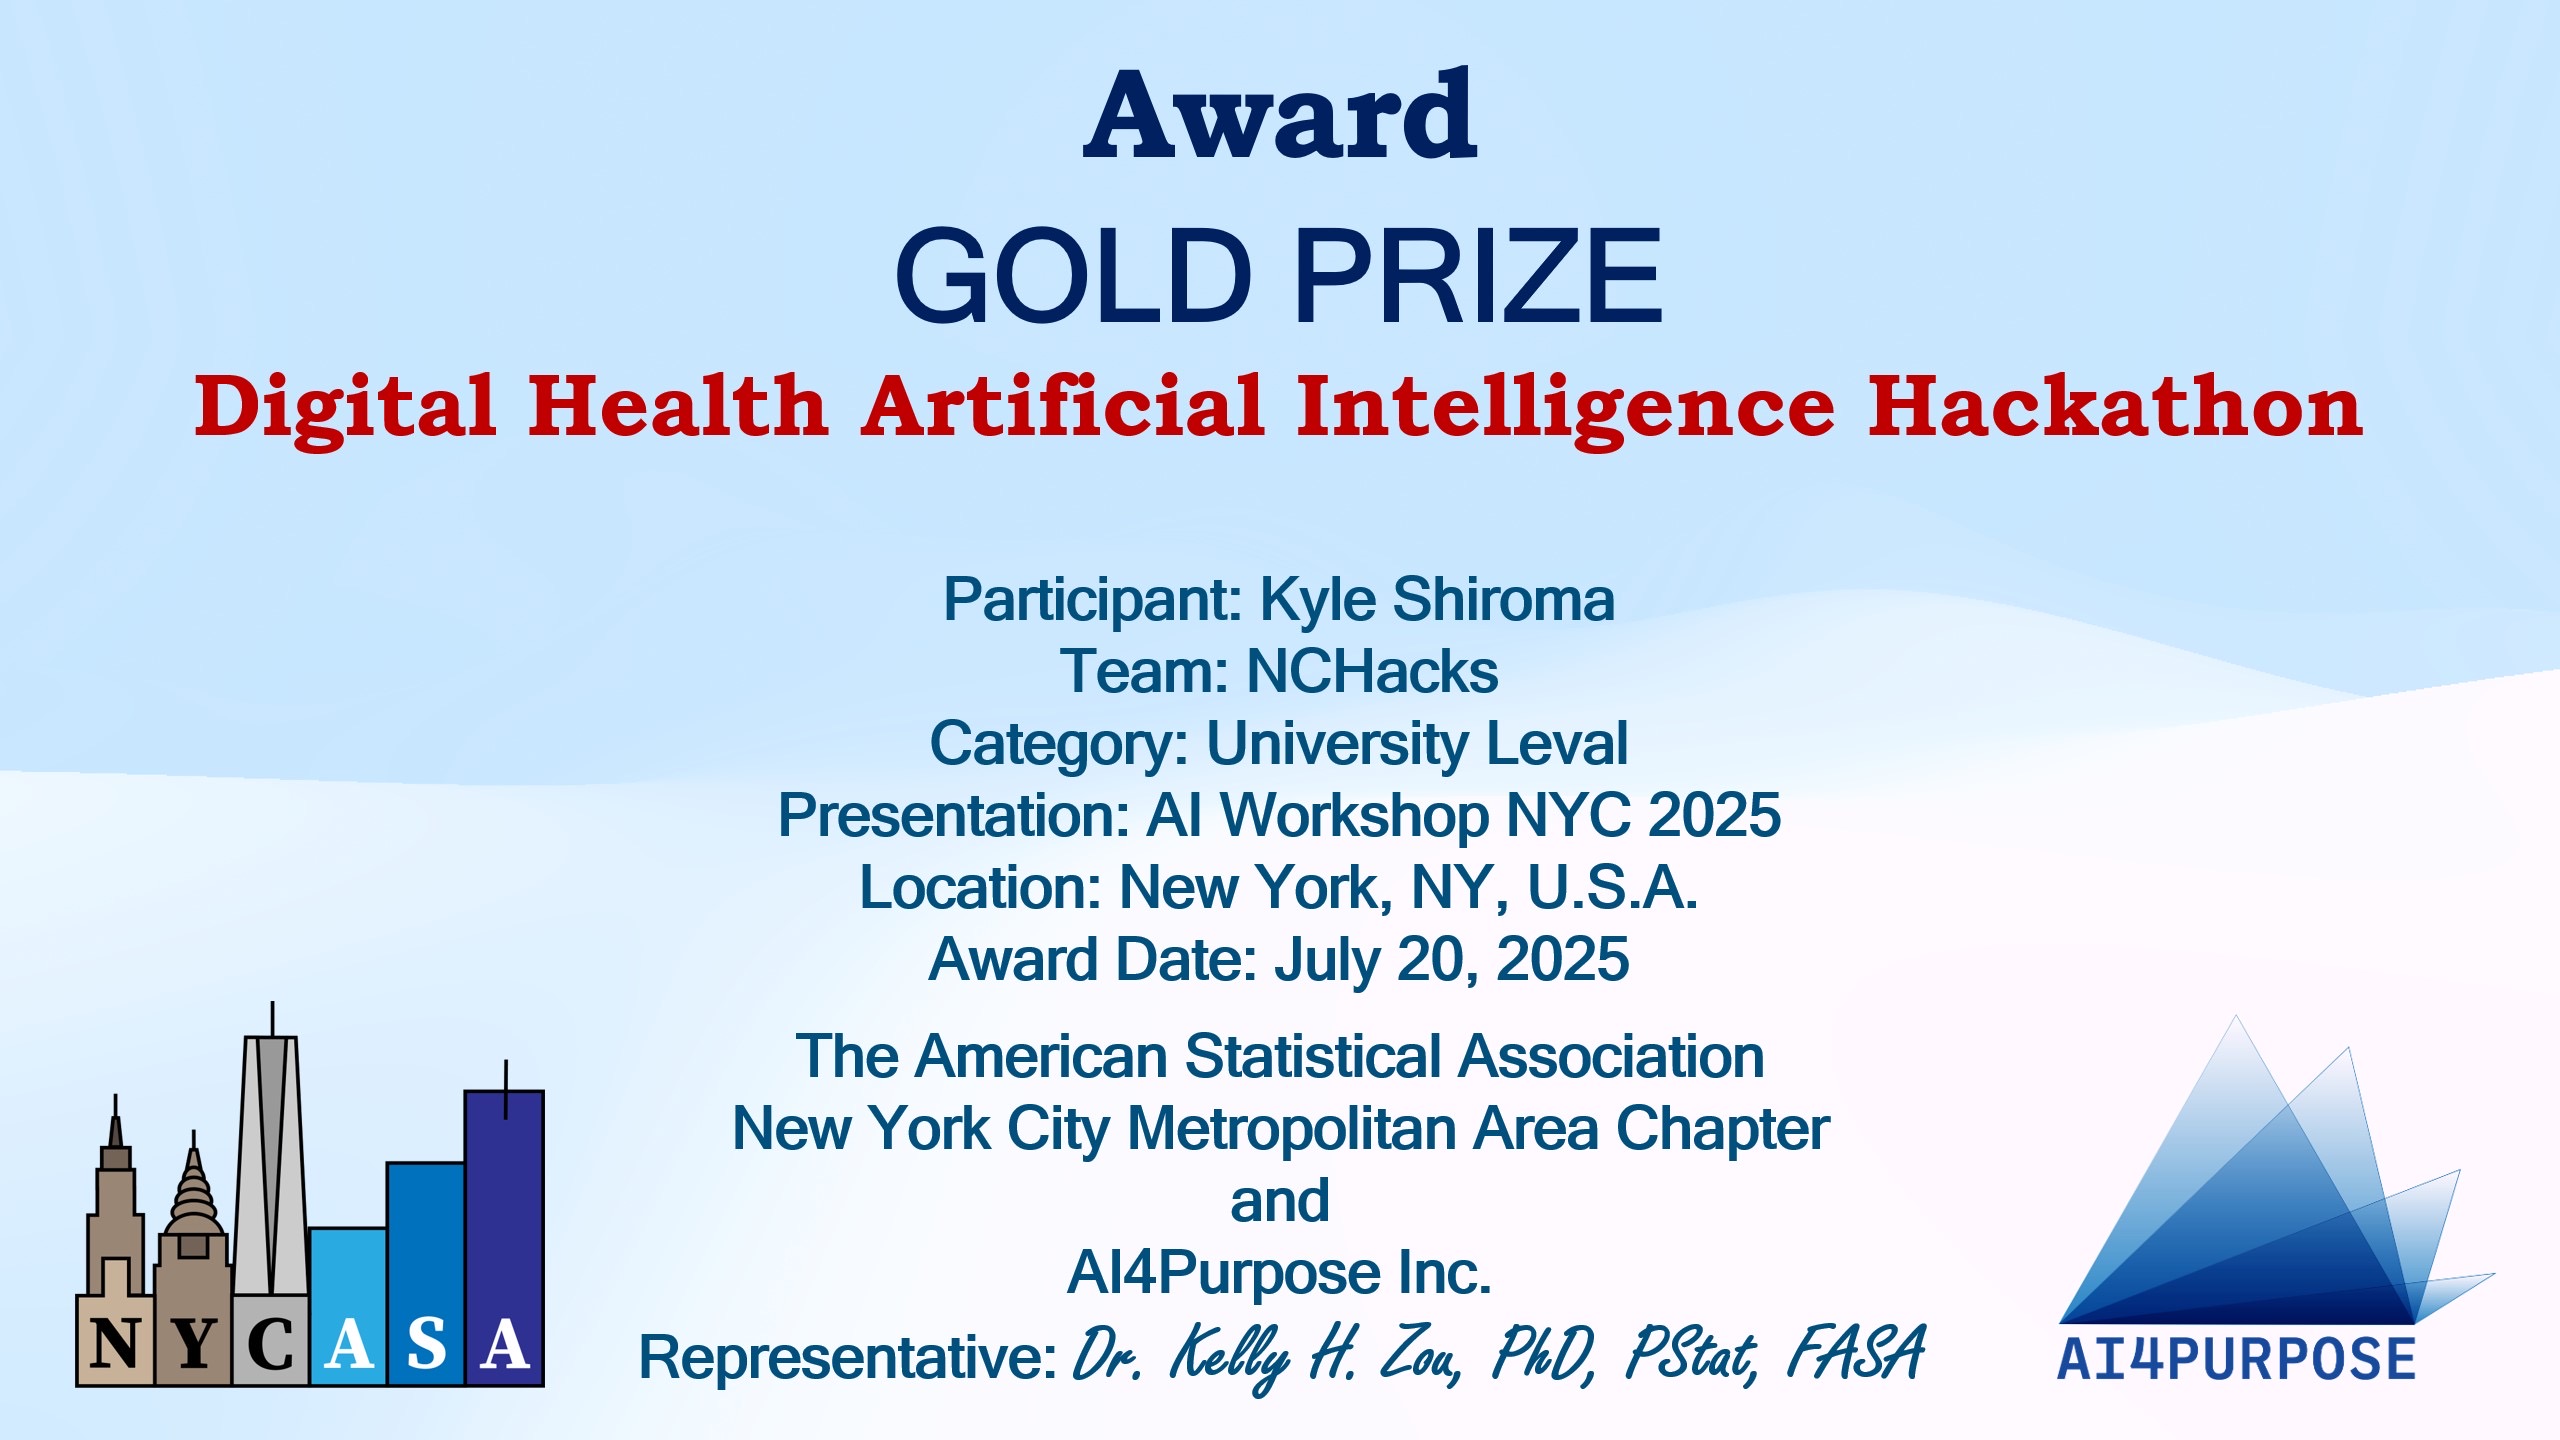 Award
GOLD PRIZE
Digital Health Artificial Intelligence Hackathon
Participant: Kyle Shiroma
Team: NCHacks
Category: University Leval
Presentation: AI Workshop NYC 2025
Location: New York, NY, U.S.A.
Award Date: July 20, 2025
The American Statistical Association
New York City Metropolitan Area Chapter
and
AI4Purpose Inc.
Representative: Dr. Kelly H. Zou, PhD, PStat, FASA
NYCASA
AI4PURPOSE